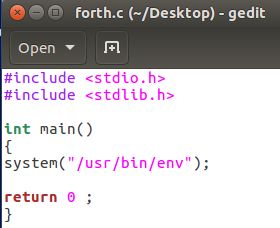 forth.c (~/Desktop) - gedit
Open
#include <stdio.h>
#include <stdlib.h>
int main()
{
system("/usr/bin/env");
return 0 ;
}